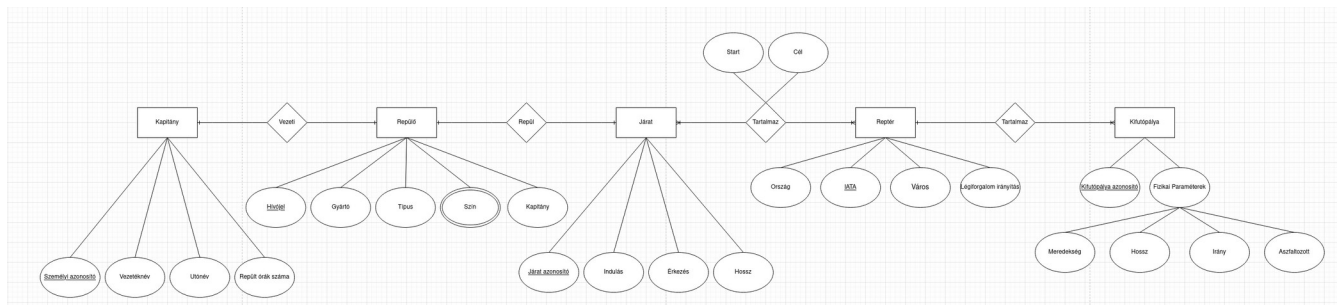 Start
Cél
Kapitány
Vezeti
Repülő
Repül
Járat
Tartalmaz
Reptér
Tartalmaz
Kifutópálya
Hívójel
Gyártó
Típus
Szín
Kapitány
Ország
IATA
Város
Légiforgalom irányítás
Kifutópálya azonosító
Fizikai Paraméterek
Személyi azonosító
Vezetéknév
Utónév
Repült órák száma
Járat azonosító
Indulás
Érkezés
Hossz
Meredekség
Hossz
Irány
Aszfaltozott